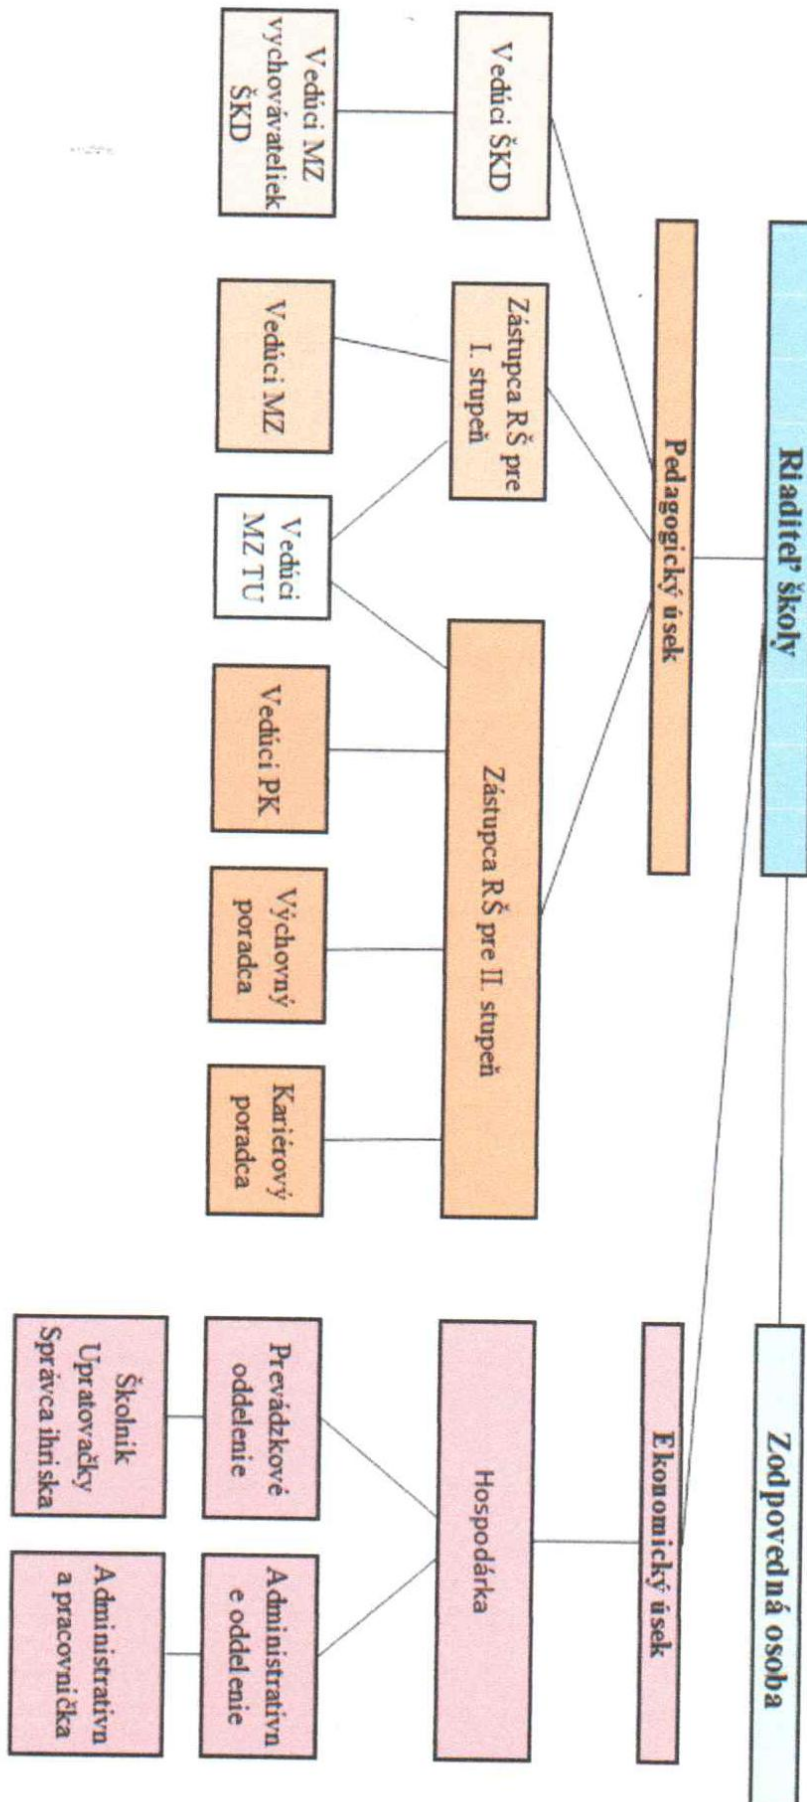 Riaditeľ školy
Zodpovedná osoba
Pedagogický úsek
Ekonomický úsek
Vedúci ŠKD
Zástupca RŠ pre
I. stupeň
Zástupca RŠ pre II. stupeň
Hospodárka
Vedúci MZ
vychovávateliek
ŠKD
Vedúci MZ
Vedúci
MZ TU
Vedúci PK
Výchovný
poradca
Kariérový
poradca
Prevádzkové
oddelenie
Administratívn
e oddelenie
Školník
Upratovačky
Správca ihriska
Administratívn
a pracovníčka